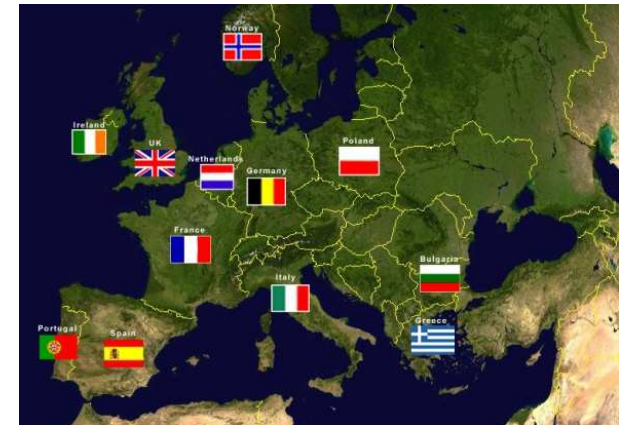 Norway
Ireland
UK
Poland
Netherlands
Germany
France
Bulgaria
Italy
Greece
Portugal
Spain